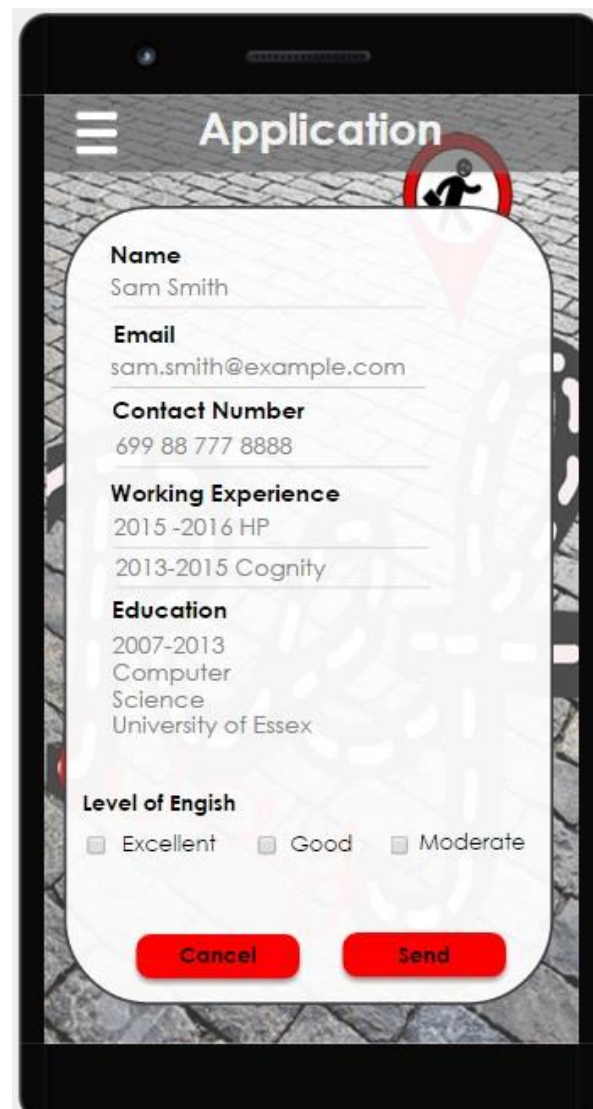 Application
Name
Sam Smith
Email
sam.smith@example.com
Contact Number
699 88 777 8888
Working Experience
2015 -2016 HP
2013-2015 Cognity
Education
2007-2013
Computer
Science
University of Essex
Level of Engish
Excellent Good Moderate
Cancel Send